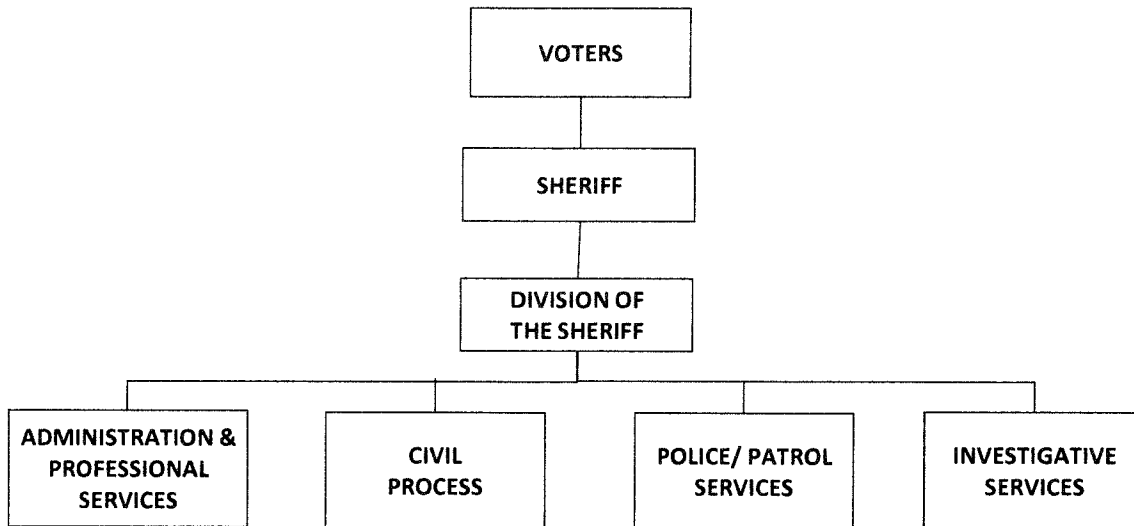 VOTERS
SHERIFF
DIVISION OF
THE SHERIFF
ADMINISTRATION &
PROFESSIONAL
SERVICES
CIVIL
PROCESS
POLICE/ PATROL
SERVICES
INVESTIGATIVE
SERVICES